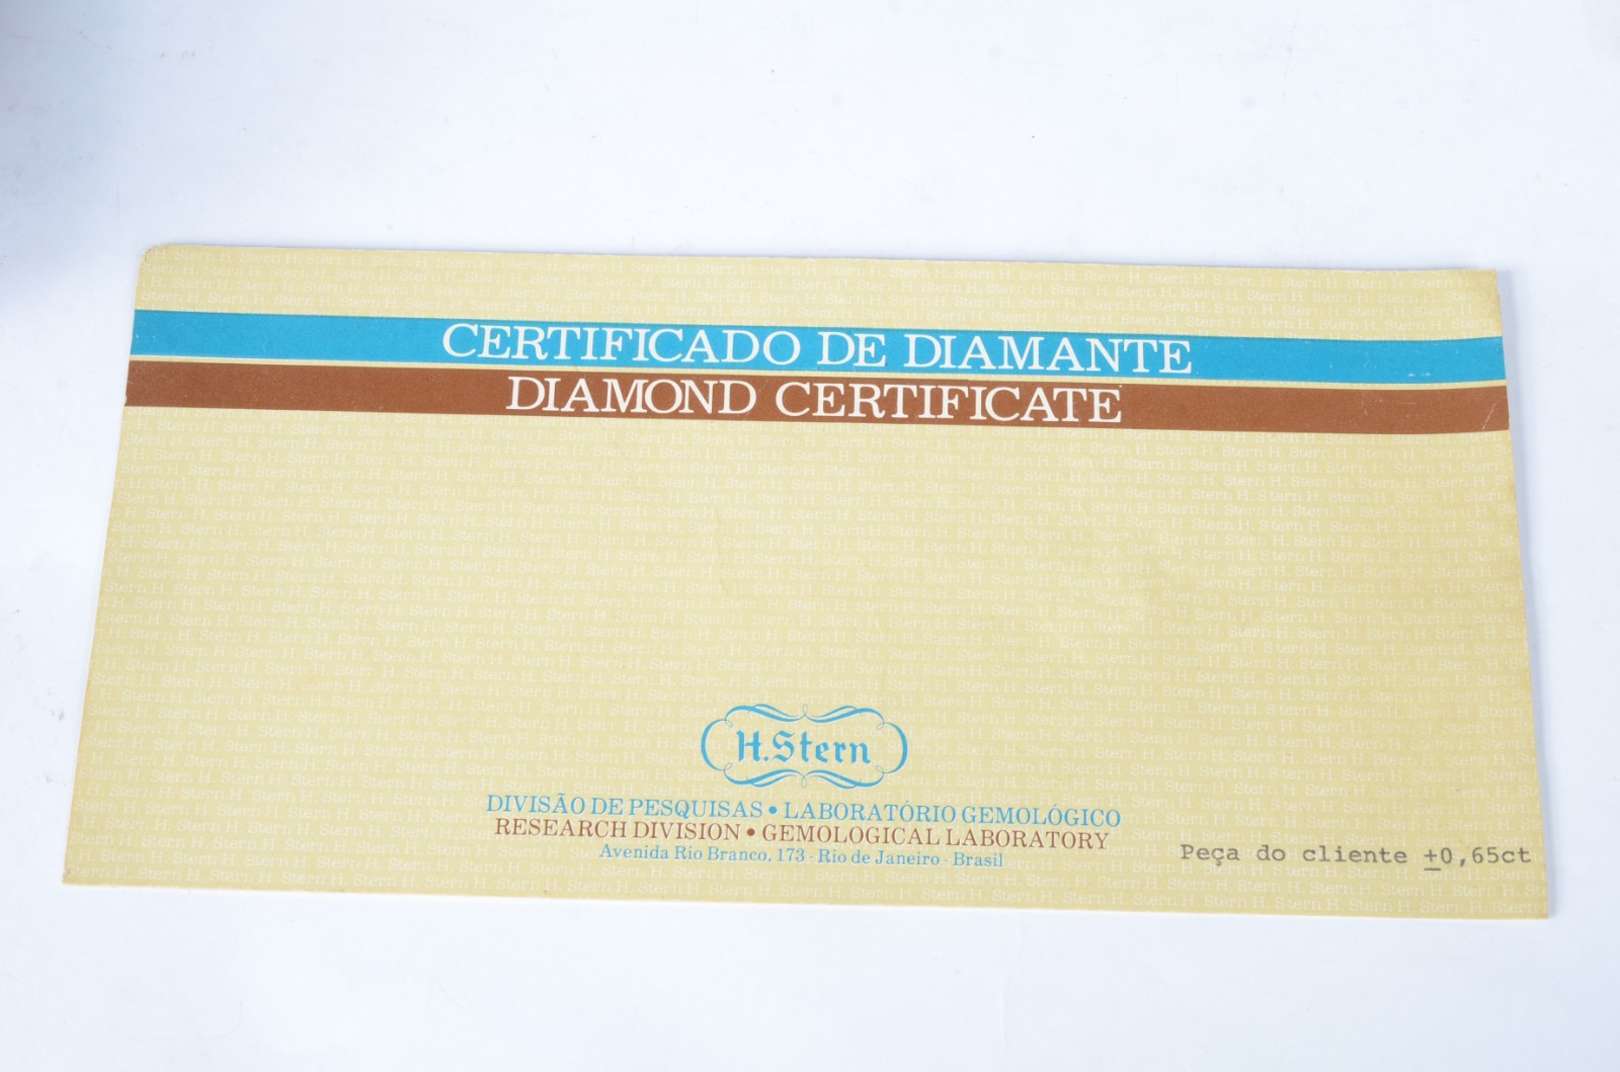 CERTIFICADO DE DIAMANTE
DIAMOND CERTIFICATE
H.Stern
DIVISÃO DE PESQUISAS • LABORATÓRIO GEMOLÓGICO
RESEARCH DIVISION • GEMOLOGICAL LABORATORY
Avenida Rio Branco, 173 - Rio de Janeiro - Brasil
Peça do cliente ±0,65ct